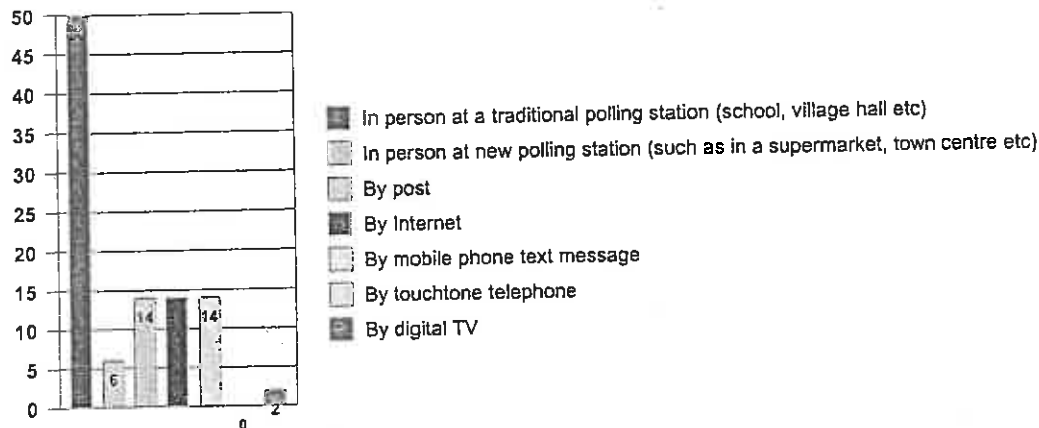 50
45
40
35
30
25
20
15
10
5
0
6
14
14
0
2
In person at a traditional polling station (school, village hall etc)
In person at new polling station (such as in a supermarket, town centre etc)
By post
By Internet
By mobile phone text message
By touchtone telephone
By digital TV